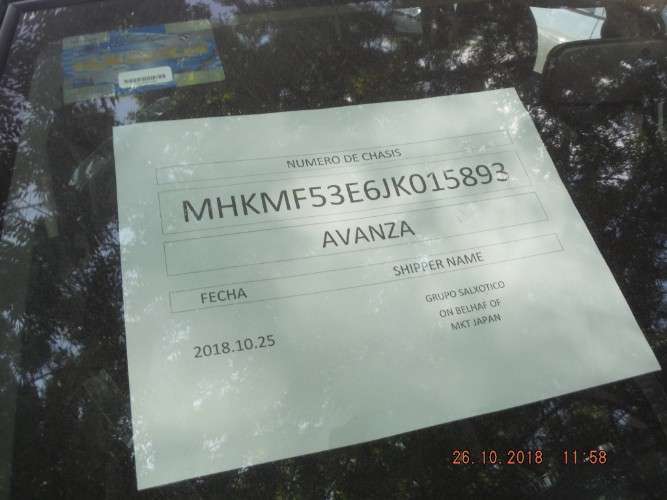 NUMERO DE CHASIS
MHKMF53E6JK015893
AVANZA
FECHA
SHIPPER NAME
2018.10.25
GRUPO SALXOTICO
ON BELHAF OF
MKT JAPAN
26.10.2018 11:58